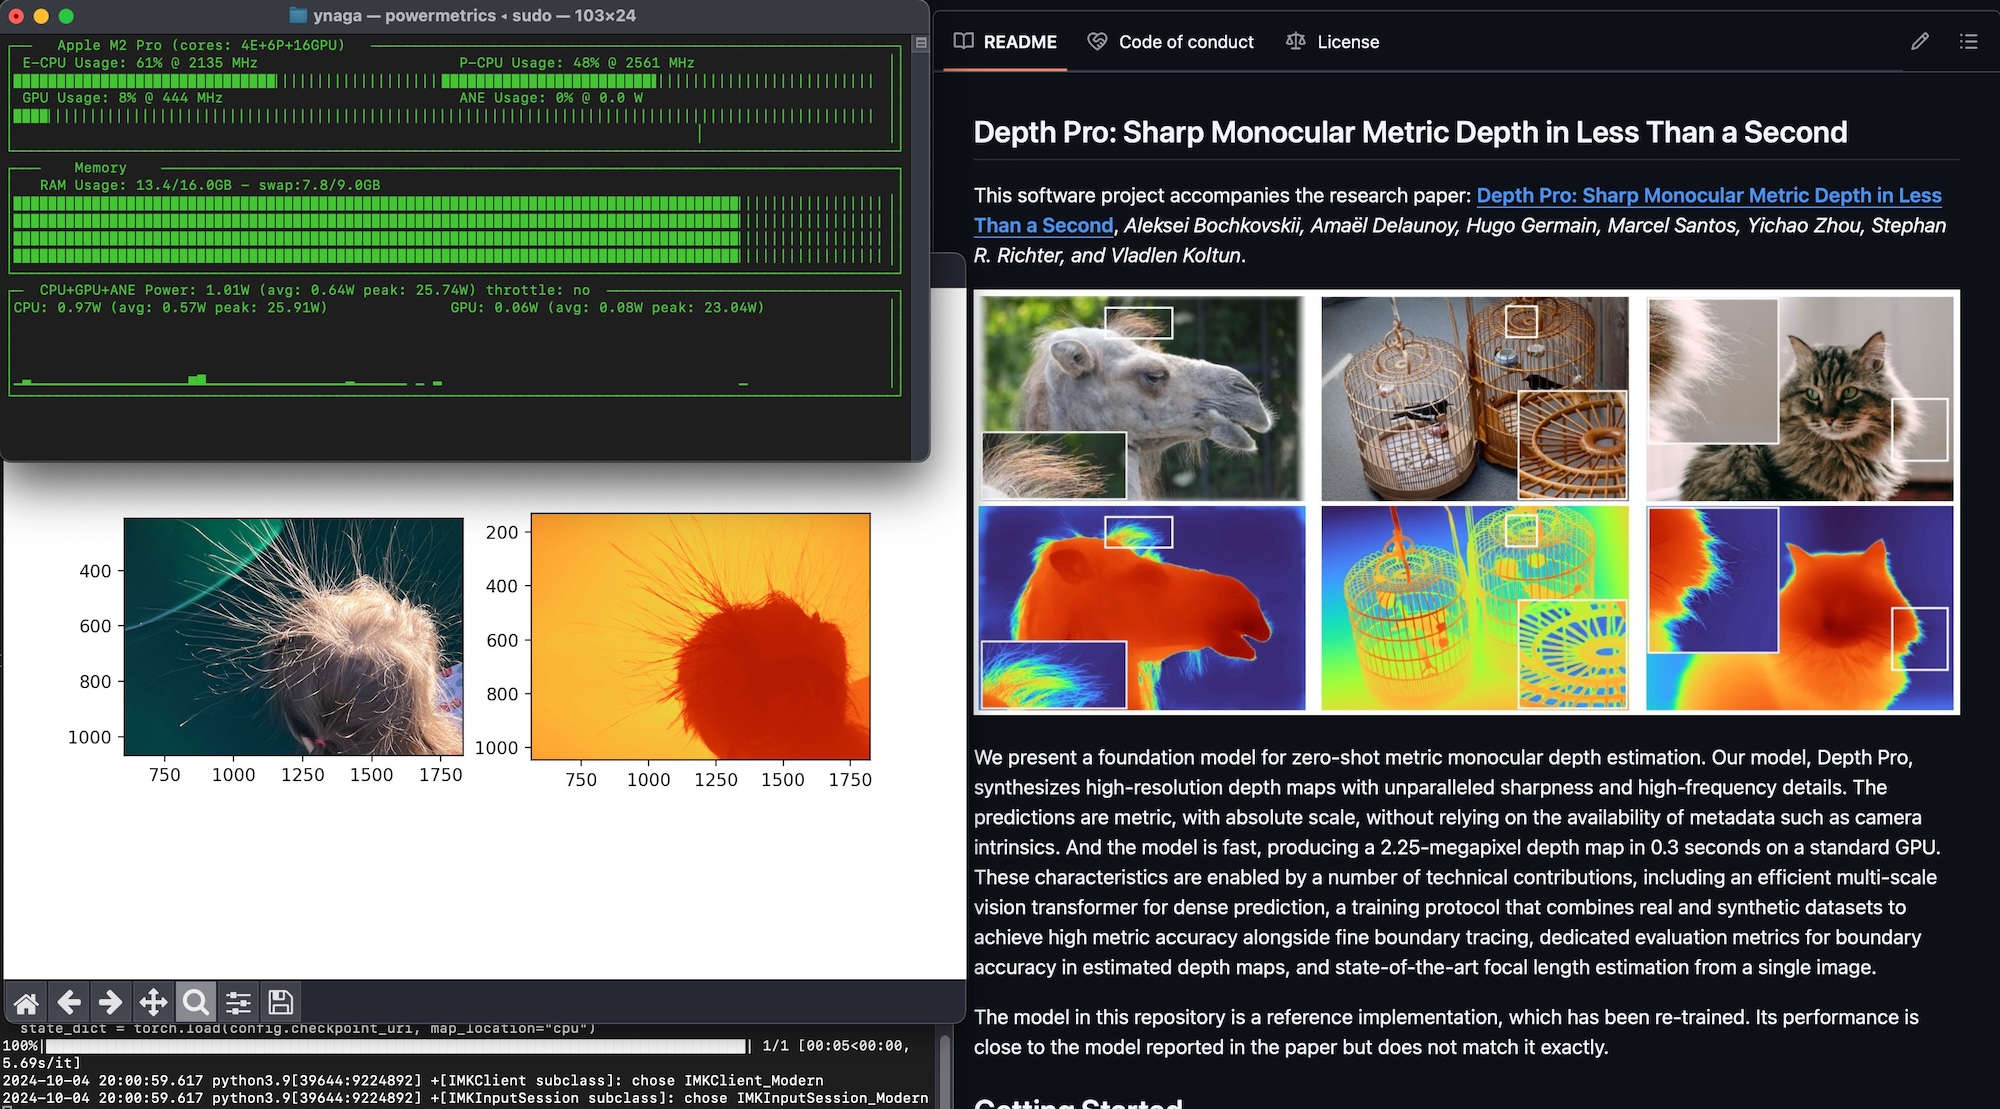 ynaga — powermetrics ◂ sudo — 103×24
Apple M2 Pro (cores: 4E+6P+16GPU)
E-CPU Usage: 61% @ 2135 MHz
P-CPU Usage: 48% @ 2561 MHz
GPU Usage: 8% @ 444 MHz
ANE Usage: 0% @ 0.0 W
Memory
RAM Usage: 13.4/16.0GB - swap:7.8/9.0GB
CPU+GPU+ANE Power: 1.01W (avg: 0.64W peak: 25.74W) throttle: no
CPU: 0.97W (avg: 0.57W peak: 25.91W)
GPU: 0.06W (avg: 0.08W peak: 23.04W)
400
600
800
1000
750 1000 1250 1500 1750
200
400
600
800
1000
750 1000 1250 1500 1750
state_dict = torch.load(config.checkpoint_uri, map_location="cpu")
100%| | 1/1 [00:05<00:00,
5.69s/it]
2024-10-04 20:00:59.617 python3.9[39644:9224892] +[IMKClient subclass]: chose IMKClient_Modern
2024-10-04 20:00:59.617 python3.9[39644:9224892] +[IMKInputSession subclass]: chose IMKInputSession_Modern
README
Code of conduct
License
Depth Pro: Sharp Monocular Metric Depth in Less Than a Second
This software project accompanies the research paper: Depth Pro: Sharp Monocular Metric Depth in Less
Than a Second, Aleksei Bochkovskii, Amaël Delaunoy, Hugo Germain, Marcel Santos, Yichao Zhou, Stephan
R. Richter, and Vladlen Koltun.
We present a foundation model for zero-shot metric monocular depth estimation. Our model, Depth Pro,
synthesizes high-resolution depth maps with unparalleled sharpness and high-frequency details. The
predictions are metric, with absolute scale, without relying on the availability of metadata such as camera
intrinsics. And the model is fast, producing a 2.25-megapixel depth map in 0.3 seconds on a standard GPU.
These characteristics are enabled by a number of technical contributions, including an efficient multi-scale
vision transformer for dense prediction, a training protocol that combines real and synthetic datasets to
achieve high metric accuracy alongside fine boundary tracing, dedicated evaluation metrics for boundary
accuracy in estimated depth maps, and state-of-the-art focal length estimation from a single image.
The model in this repository is a reference implementation, which has been re-trained. Its performance is
close to the model reported in the paper but does not match it exactly.
Getting Started